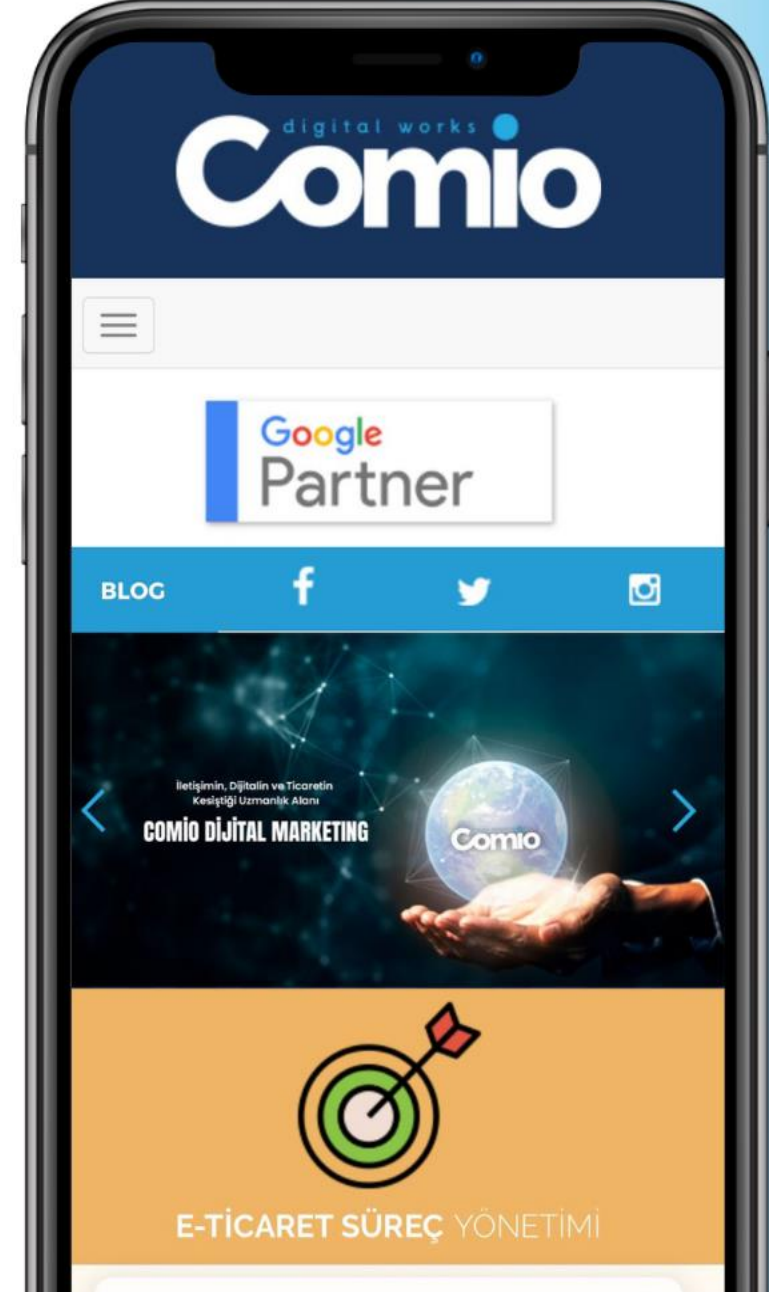 digital works
Comio
Google
Partner
BLOG
İletişimin, Dijitalin ve Ticaretin
Kesiştiği Uzmanlık Alanı
COMİO DİJİTAL MARKETING
Comio
E-TİCARET SÜREÇ YÖNETİMİ